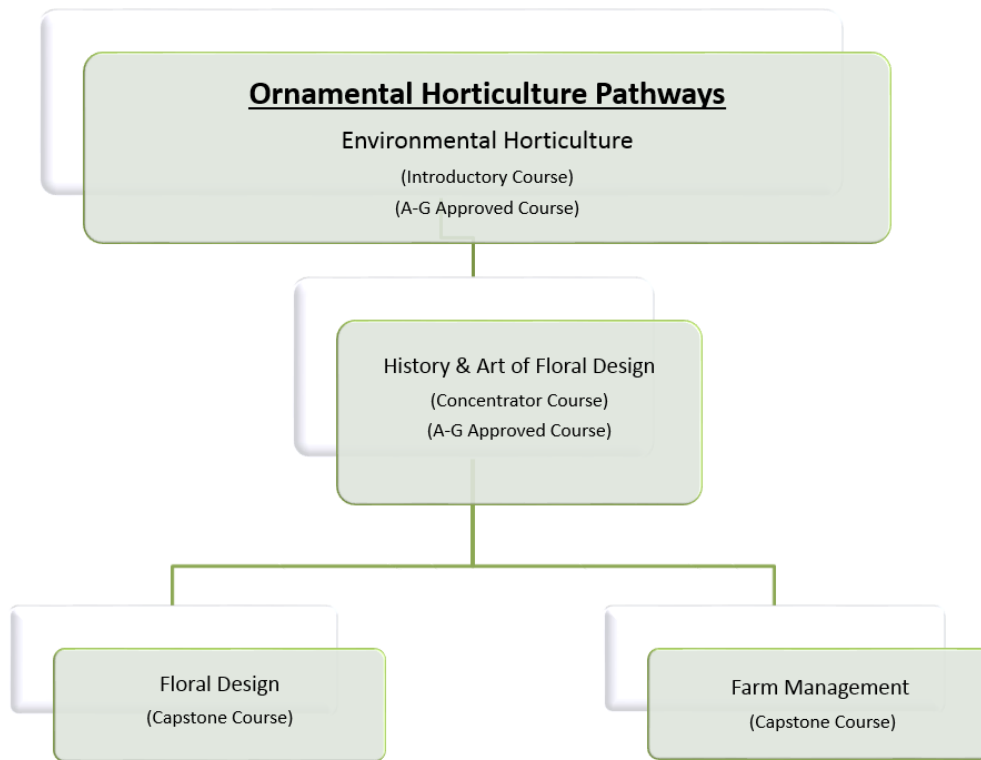 Ornamental Horticulture Pathways
Environmental Horticulture
(Introductory Course)
(A-G Approved Course)
History & Art of Floral Design
(Concentrator Course)
(A-G Approved Course)
Floral Design
(Capstone Course)
Farm Management
(Capstone Course)